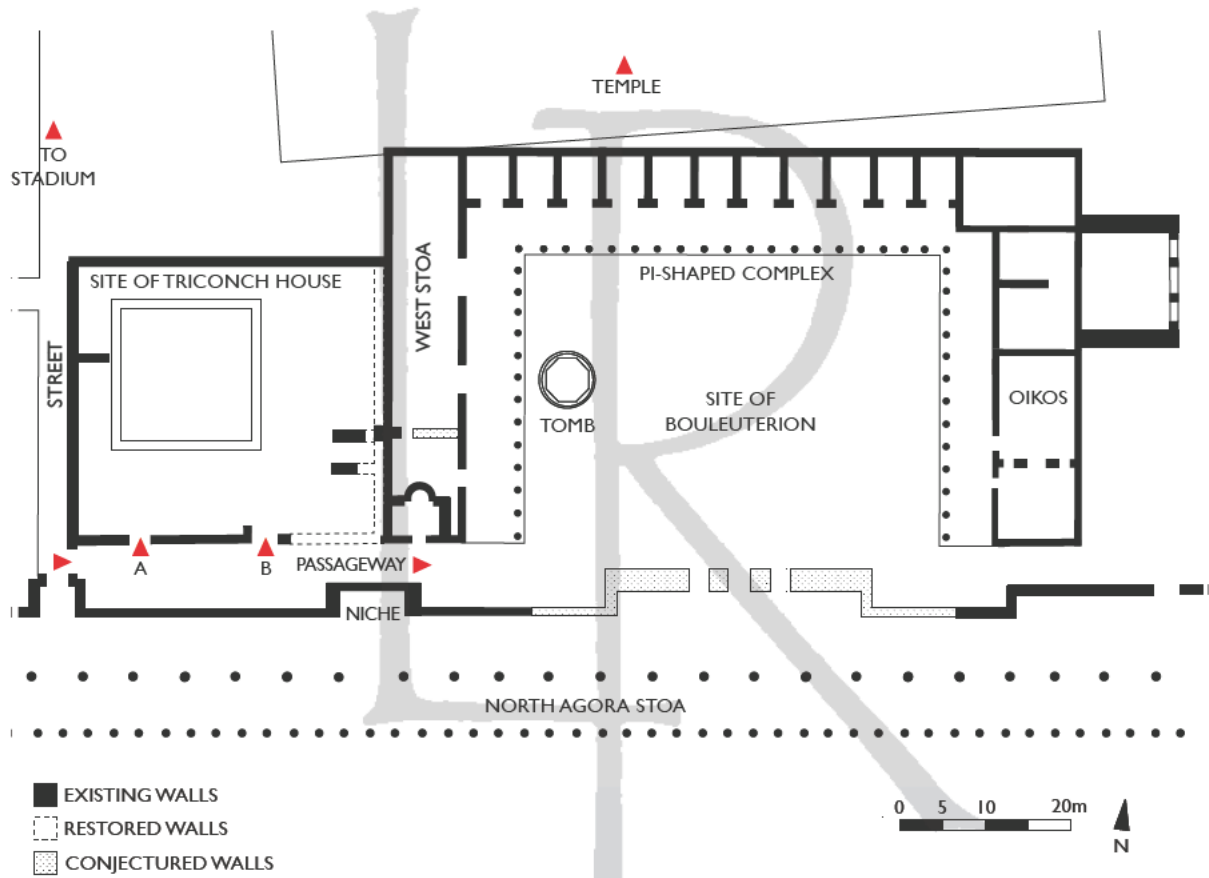 TEMPLE
TO
STADIUM
SITE OF TRICONCH HOUSE
WEST STOA
PI-SHAPED COMPLEX
STREET
TOMB
SITE OF
BOULEUTERION
OIKOS
A
B
PASSAGEWAY
NICHE
NORTH AGORA STOA
EXISTING WALLS
RESTORED WALLS
CONJECTURED WALLS
0 5 10 20m
N
LR